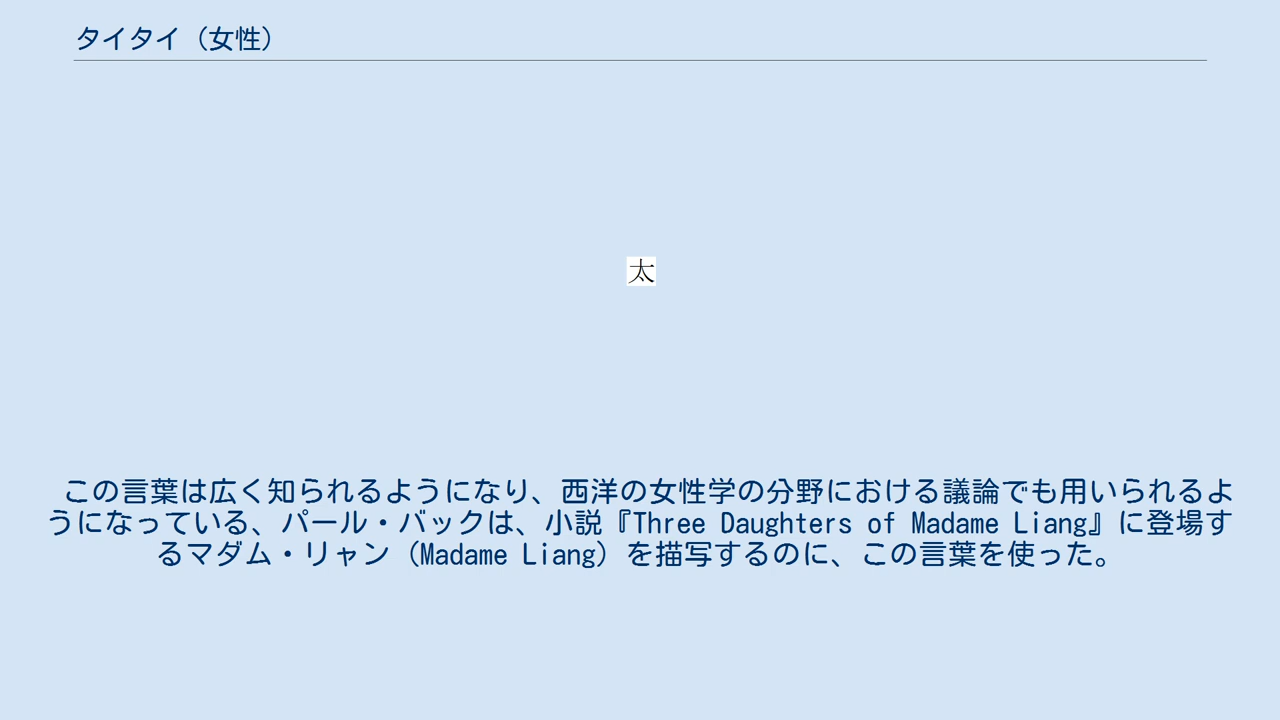 タイタイ（女性）
太
この言葉は広く知られるようになり、西洋の女性学の分野における議論でも用いられるよ
うになっている、パール・バックは、小説『Three Daughters of Madame Liang』に登場す
るマダム・リャン（Madame Liang）を描写するのに、この言葉を使った。